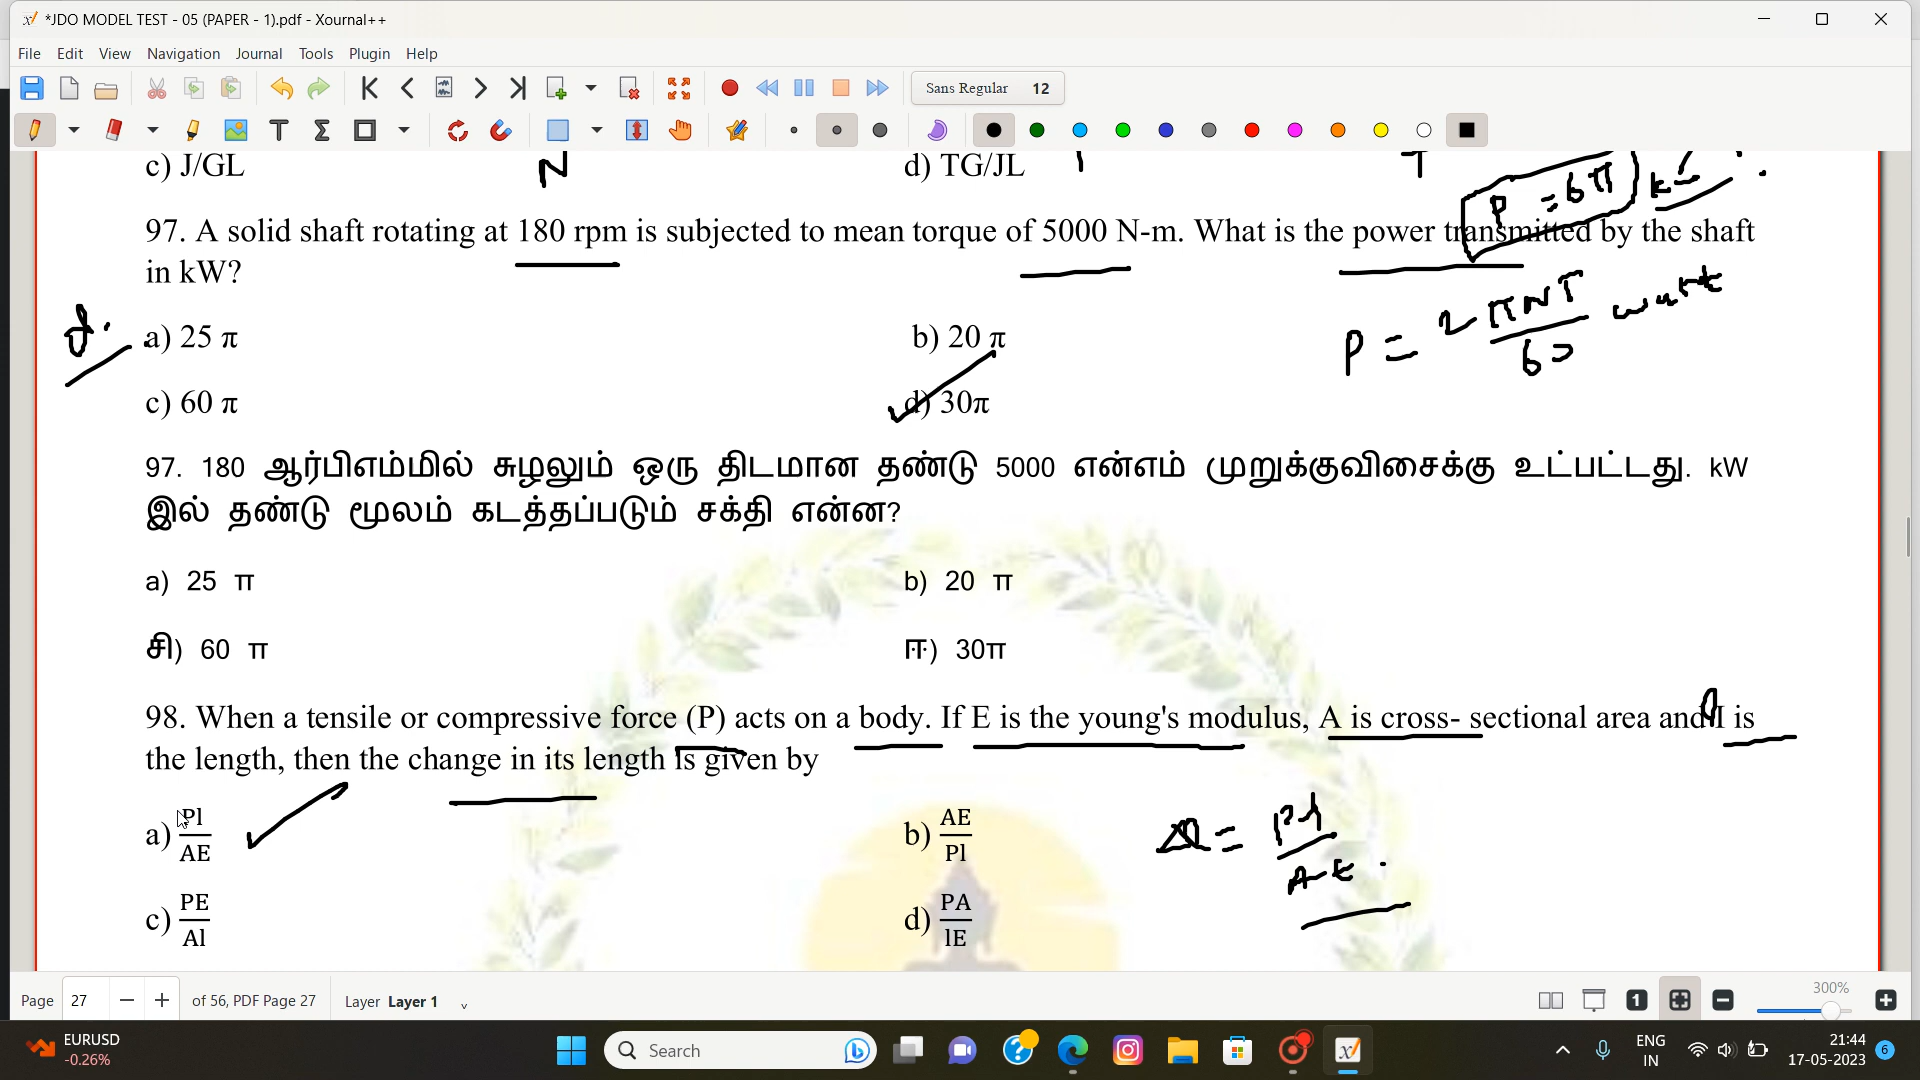 *JDO MODEL TEST - 05 (PAPER - 1).pdf - Xournal++
File Edit View Navigation Journal Tools Plugin Help
Sans Regular 12
c) J/GL
N
d) TG/JL
T
P = 6π
97. A solid shaft rotating at 180 rpm is subjected to mean torque of 5000 N-m. What is the power transmitted by the shaft
in kW?
P = 2πNT watt
60
a) 25 π
b) 20 π
c) 60 π
d) 30π
97. 180 ஆர்பிஎம்மில் சுழலும் ஒரு திடமான தண்டு 5000 என்எம் முறுக்குவிசைக்கு உட்பட்டது. kW
இல் தண்டு மூலம் கடத்தப்படும் சக்தி என்ன?
a) 25 π
b) 20 π
சி) 60 π
ஈ) 30π
98. When a tensile or compressive force (P) acts on a body. If E is the young's modulus, A is cross- sectional area and I is
the length, then the change in its length is given by
a) Pl
AE
b) AE
Pl
Δl = Pl
AE
c) PE
Al
d) PA
lE
Page 27 of 56, PDF Page 27 Layer Layer 1 300%
EURUSD
-0.26%
Search
ENG
IN
21:44
17-05-2023
6